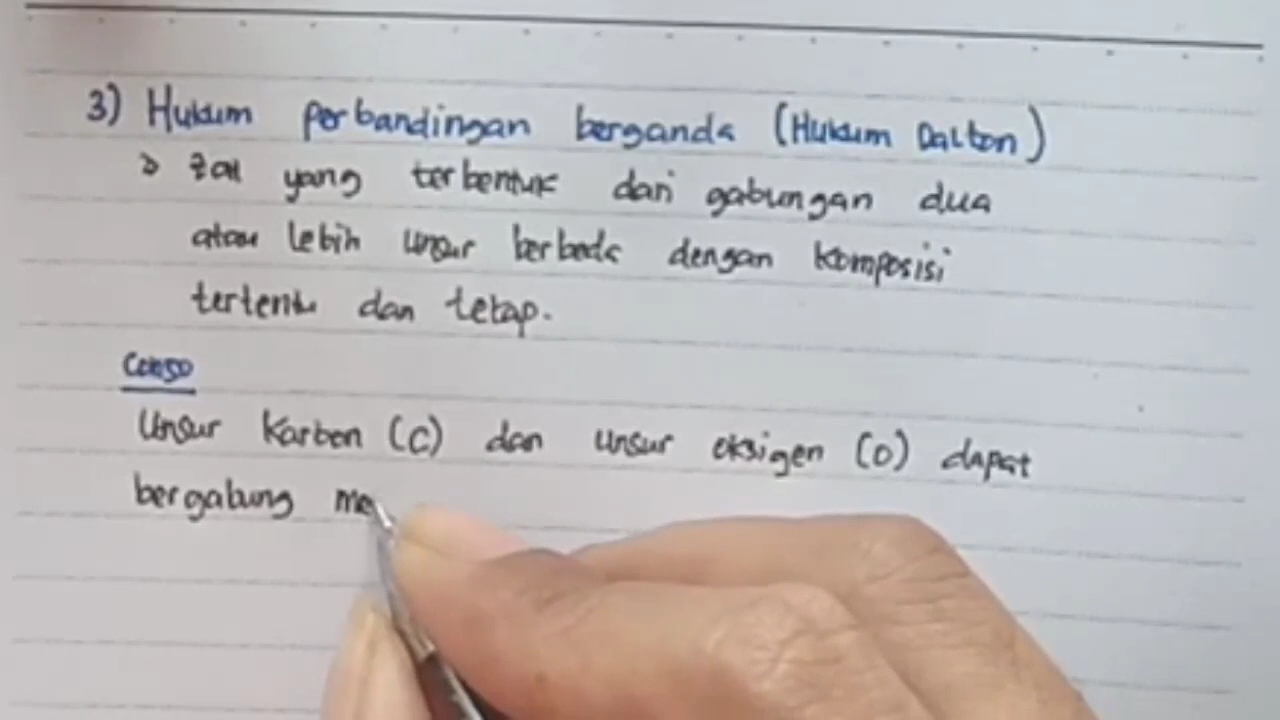 3) Hukum perbandingan berganda (Hukum Dalton)
zat yang terbentuk dari gabungan dua
atau lebih unsur berbeda dengan komposisi
tertentu dan tetap.
Unsur Karbon (C) dan unsur oksigen (O) dapat
bergabung me